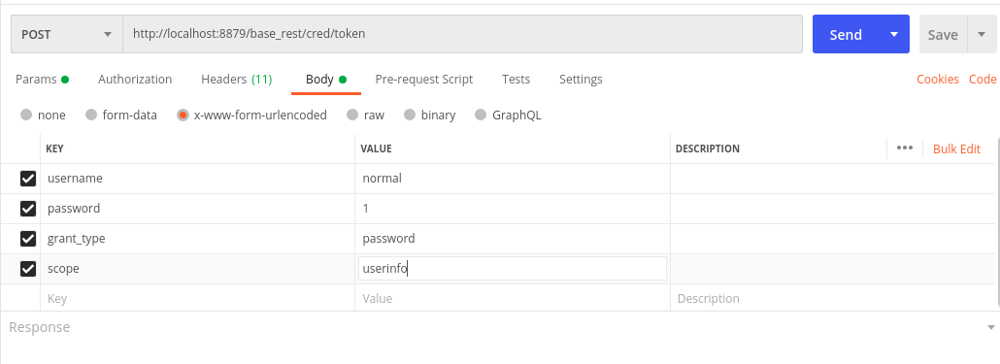 POST http://localhost:8879/base_rest/cred/token Send Save
Params Authorization Headers (11) Body Pre-request Script Tests Settings Cookies Code
none form-data x-www-form-urlencoded raw binary GraphQL
KEY VALUE DESCRIPTION ••• Bulk Edit
username normal
password 1
grant_type password
scope userinfo
Key Value Description
Response